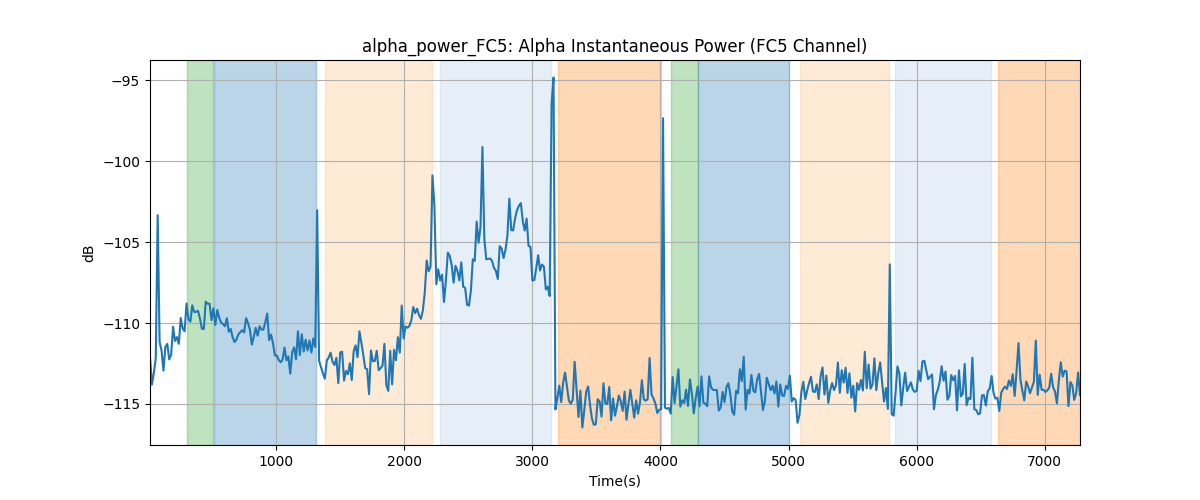 alpha_power_FC5: Alpha Instantaneous Power (FC5 Channel)
−95
−100
−105
−110
−115
dB
1000 2000 3000 4000 5000 6000 7000
Time(s)